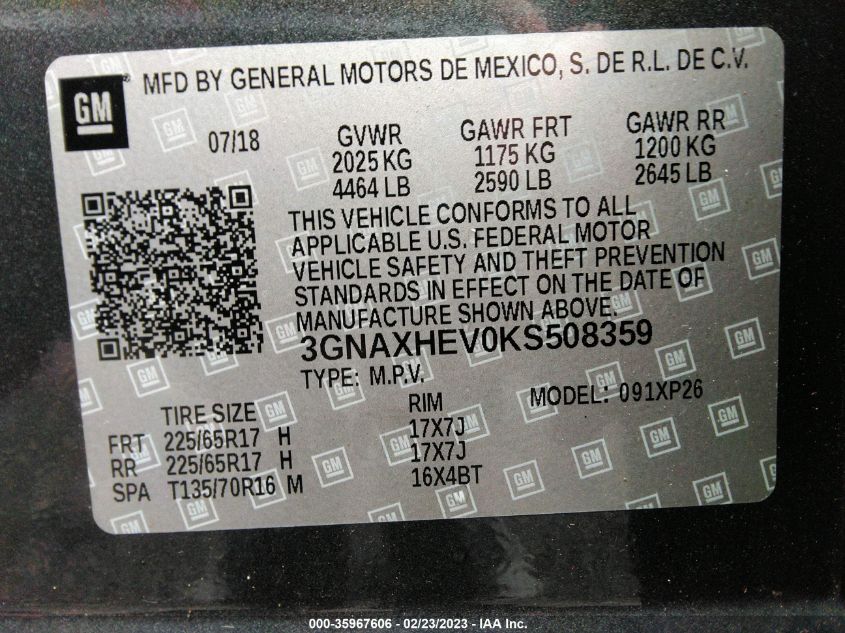 GM
MFD BY GENERAL MOTORS DE MEXICO, S. DE R.L. DE C.V.
07/18 GVWR GAWR FRT GAWR RR
2025 KG 1175 KG 1200 KG
4464 LB 2590 LB 2645 LB
THIS VEHICLE CONFORMS TO ALL
APPLICABLE U.S. FEDERAL MOTOR
VEHICLE SAFETY AND THEFT PREVENTION
STANDARDS IN EFFECT ON THE DATE OF
MANUFACTURE SHOWN ABOVE.
3GNAXHEV0KS508359
TYPE: M.P.V. MODEL: 091XP26
TIRE SIZE RIM
FRT 225/65R17 H 17X7J
RR 225/65R17 H 17X7J
SPA T135/70R16 M 16X4BT
000-35967606 - 02/23/2023 - IAA Inc.